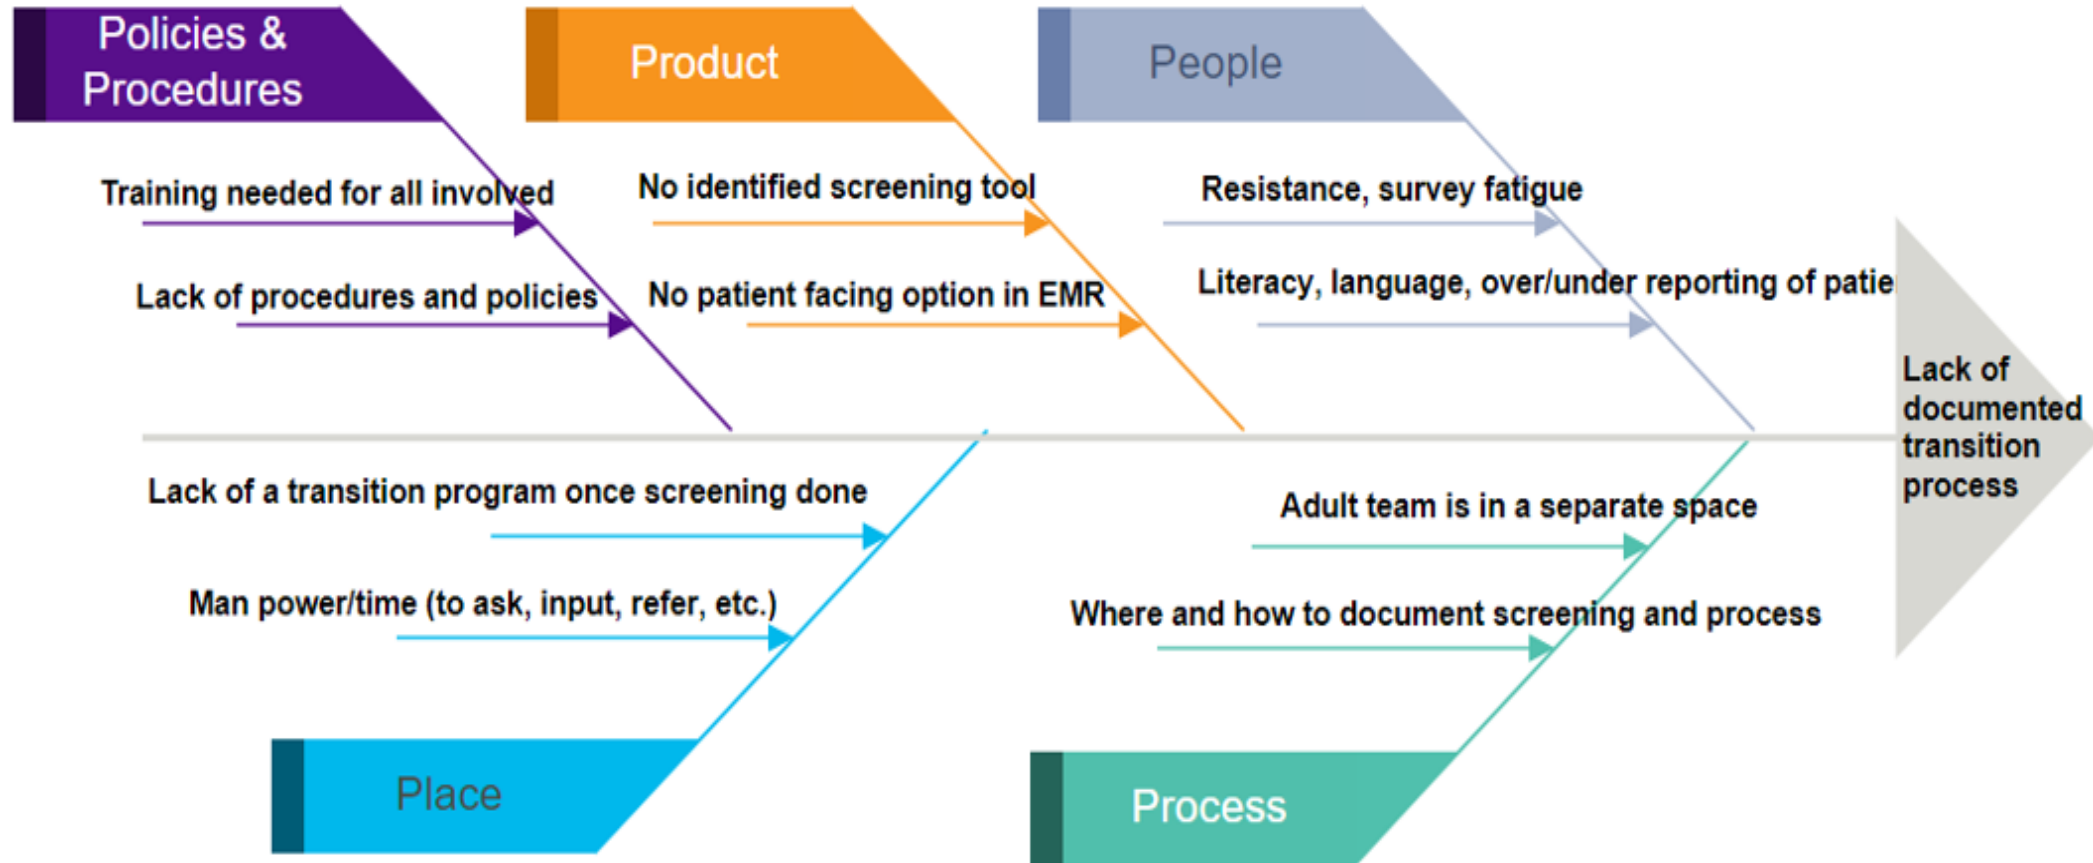 Policies &
Procedures
Product
People
Training needed for all involved
No identified screening tool
Resistance, survey fatigue
Lack of procedures and policies
No patient facing option in EMR
Literacy, language, over/under reporting of
Lack of
documented
transition
process
Lack of a transition program once screening done
Adult team is in a separate space
Man power/time (to ask, input, refer, etc.)
Where and how to document screening and process
Place
Process